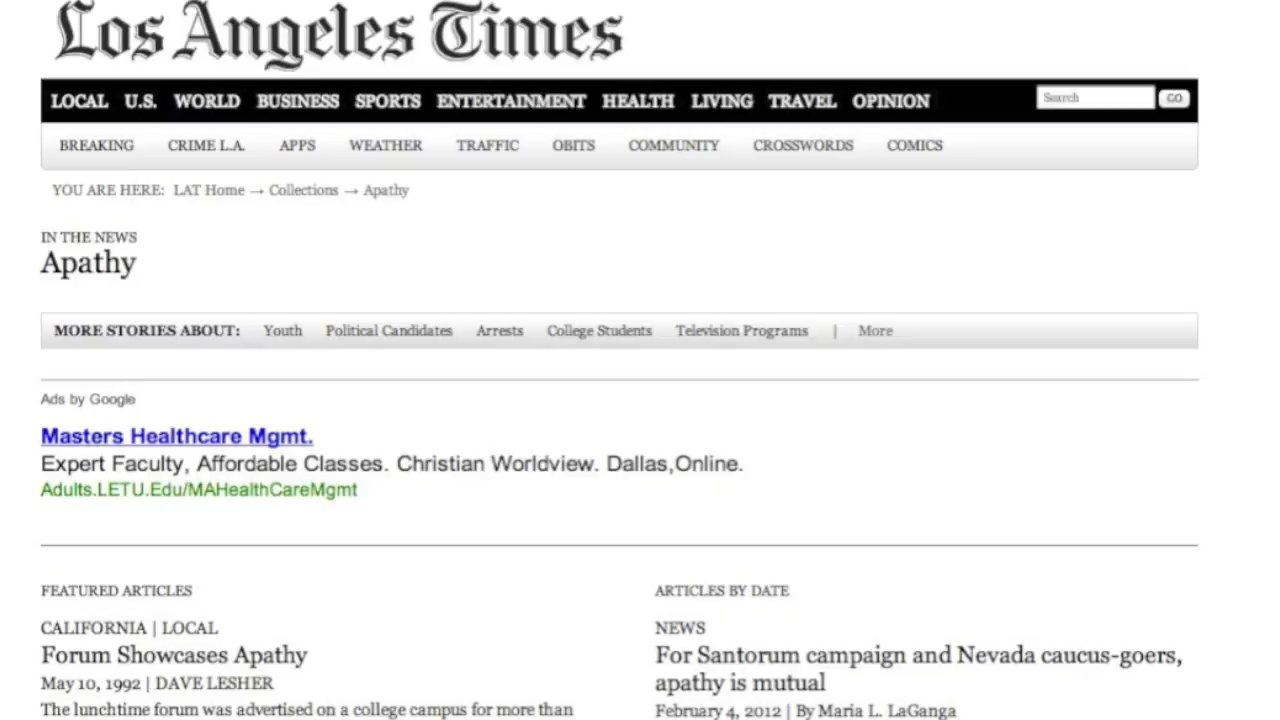 Los Angeles Times
LOCAL U.S. WORLD BUSINESS SPORTS ENTERTAINMENT HEALTH LIVING TRAVEL OPINION Search GO
BREAKING CRIME L.A. APPS WEATHER TRAFFIC OBITS COMMUNITY CROSSWORDS COMICS
YOU ARE HERE: LAT Home → Collections → Apathy
IN THE NEWS
Apathy
MORE STORIES ABOUT: Youth Political Candidates Arrests College Students Television Programs | More
Ads by Google
Masters Healthcare Mgmt.
Expert Faculty, Affordable Classes. Christian Worldview. Dallas,Online.
Adults.LETU.Edu/MAHealthCareMgmt
FEATURED ARTICLES
CALIFORNIA | LOCAL
Forum Showcases Apathy
May 10, 1992 | DAVE LESHER
The lunchtime forum was advertised on a college campus for more than
ARTICLES BY DATE
NEWS
For Santorum campaign and Nevada caucus-goers,
apathy is mutual
February 4, 2012 | By Maria L. LaGanga